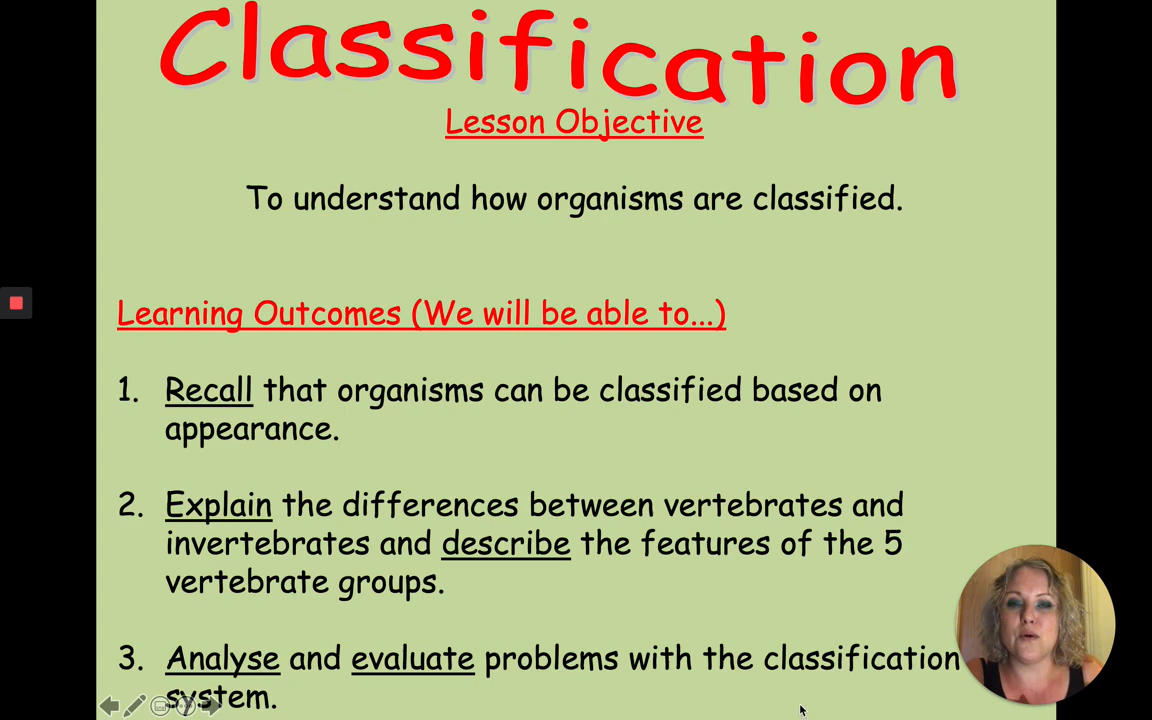 Classification
Lesson Objective
To understand how organisms are classified.
Learning Outcomes (We will be able to...)
1. Recall that organisms can be classified based on
appearance.
2. Explain the differences between vertebrates and
invertebrates and describe the features of the 5
vertebrate groups.
3. Analyse and evaluate problems with the classification
system.